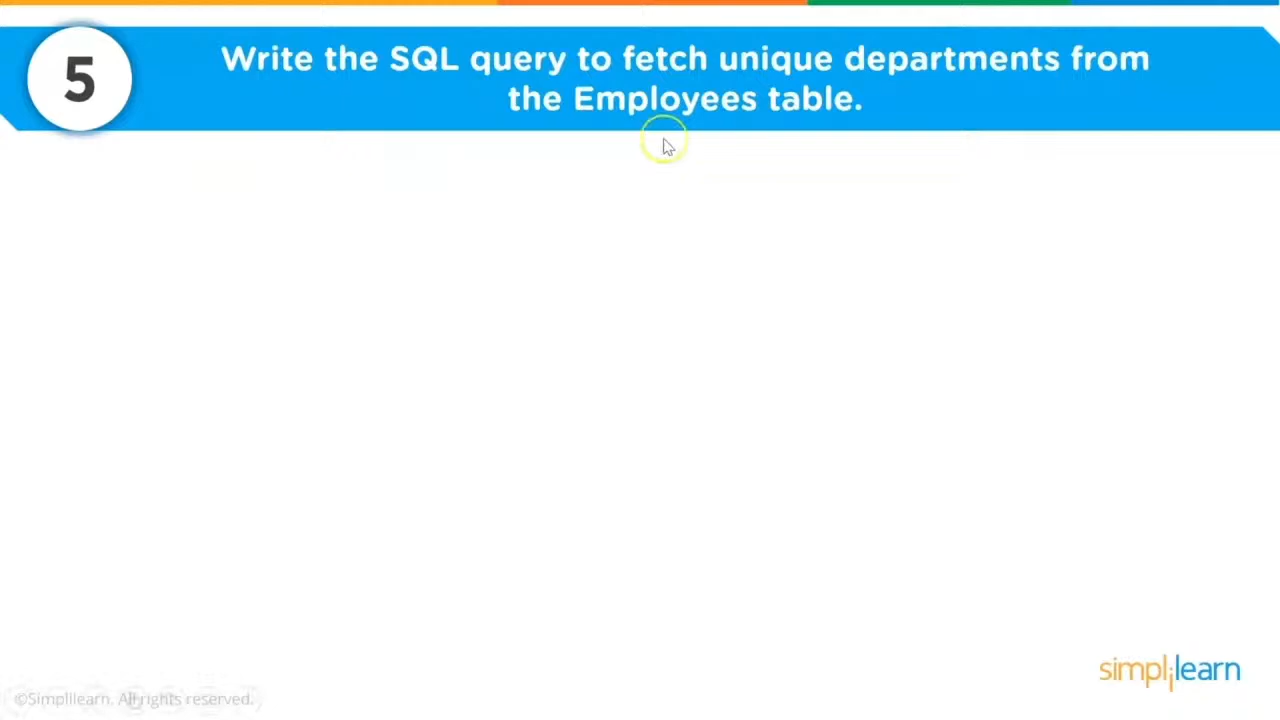 5
Write the SQL query to fetch unique departments from
the Employees table.
simplilearn
©Simplilearn. All rights reserved.